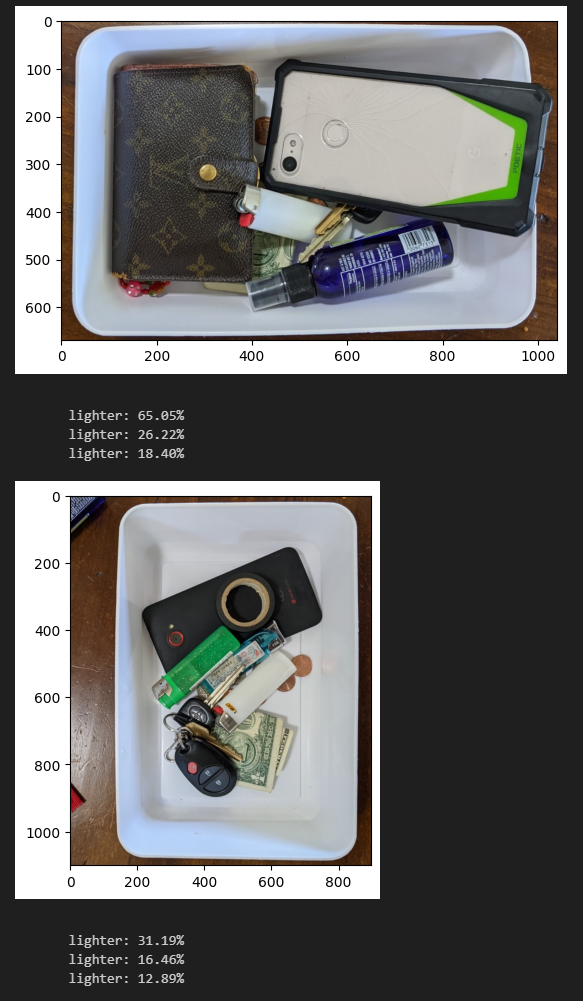 0
100
200
300
400
500
600
0 200 400 600 800 1000
POETIC
lighter: 65.05%
lighter: 26.22%
lighter: 18.40%
0
200
400
600
800
1000
0 200 400 600 800
lighter: 31.19%
lighter: 16.46%
lighter: 12.89%